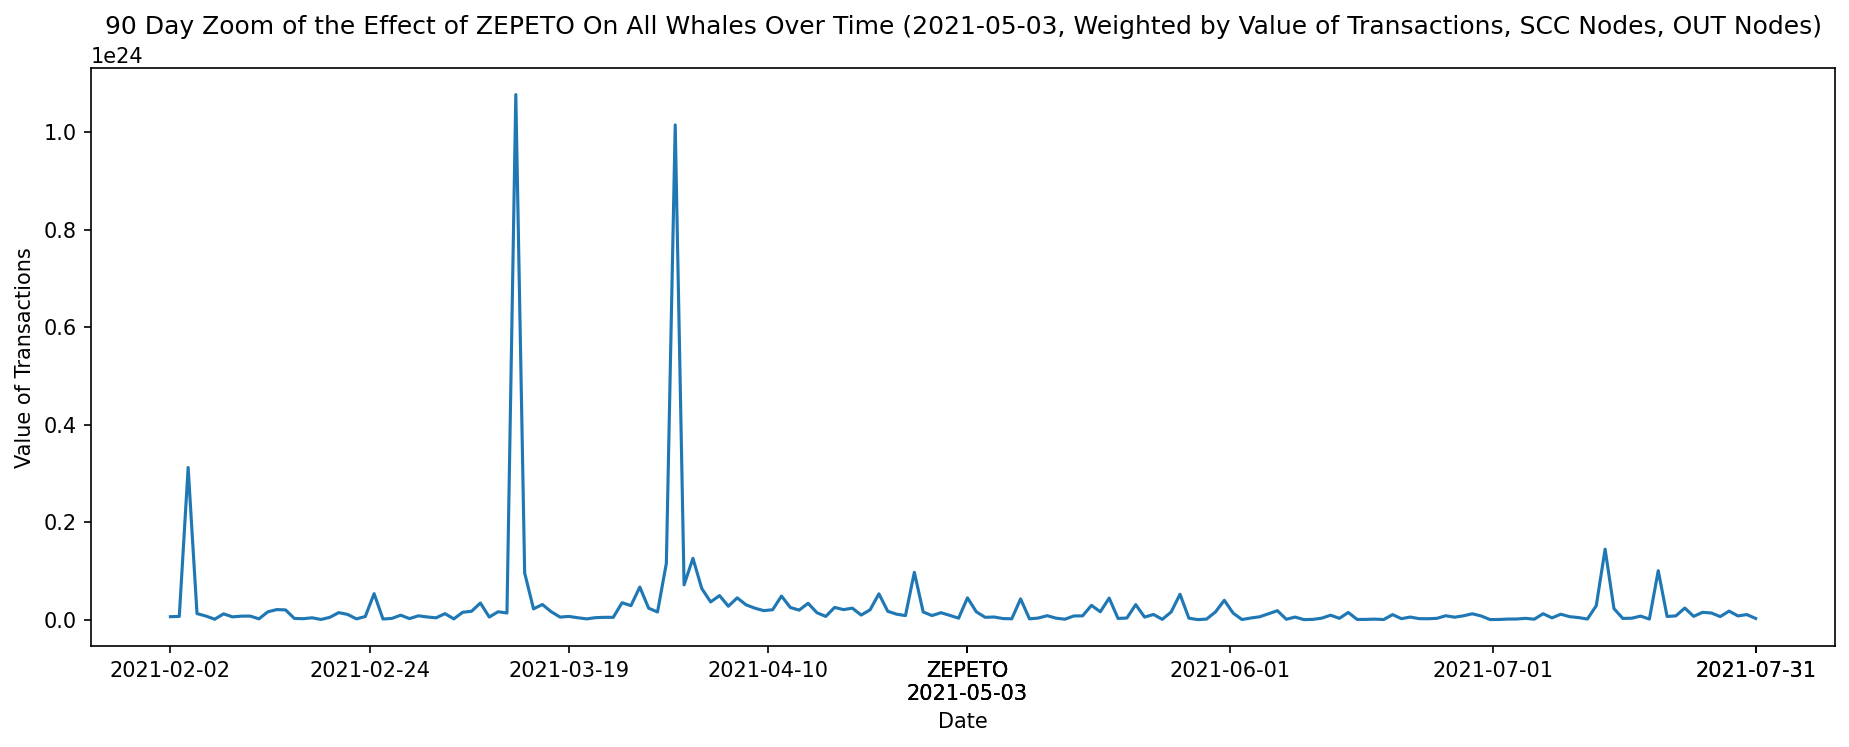 90 Day Zoom of the Effect of ZEPETO On All Whales Over Time (2021-05-03, Weighted by Value of Transactions, SCC Nodes, OUT Nodes)
1e24
1.0
0.8
0.6
0.4
0.2
0.0
Value of Transactions
2021-02-02 2021-02-24 2021-03-19 2021-04-10 ZEPETO 2021-06-01 2021-07-01 2021-07-31
2021-05-03
Date